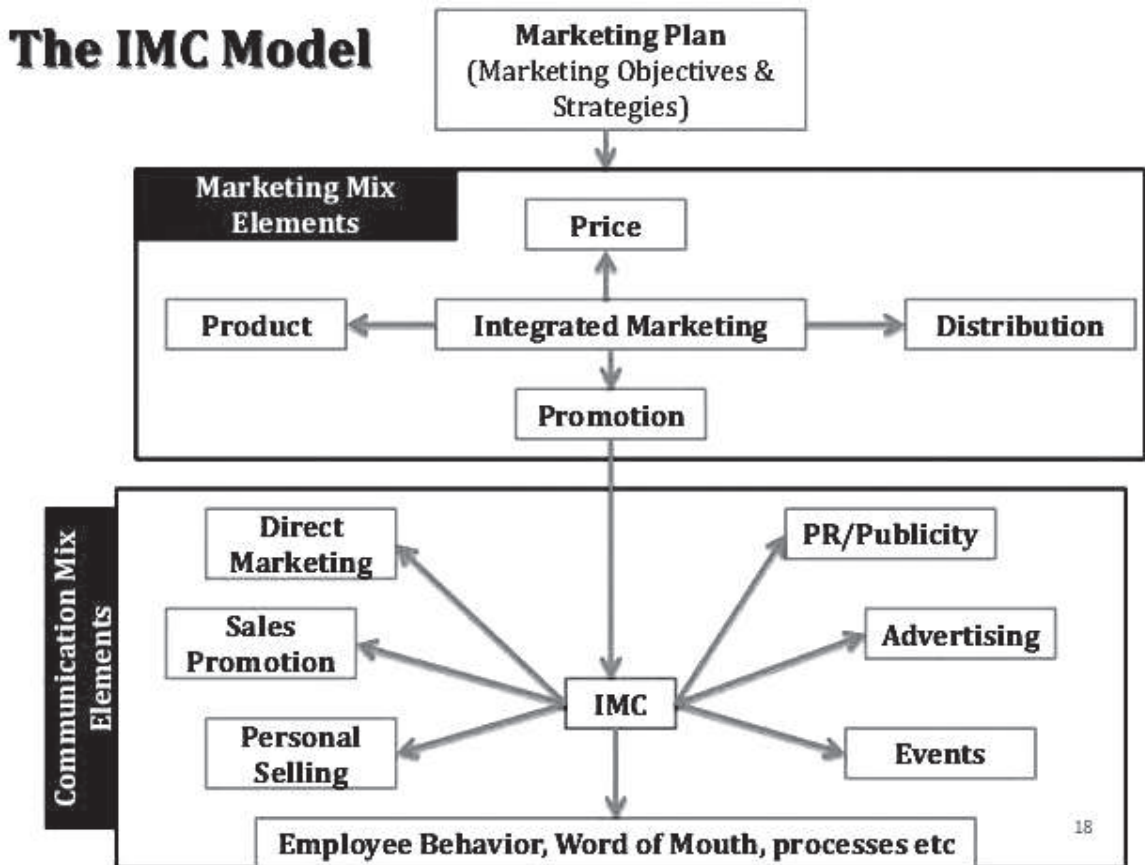 The IMC Model
Marketing Plan
(Marketing Objectives &
Strategies)
Marketing Mix
Elements
Price
Product
Integrated Marketing
Distribution
Promotion
Communication Mix
Elements
Direct
Marketing
PR/Publicity
Sales
Promotion
Advertising
IMC
Personal
Selling
Events
Employee Behavior, Word of Mouth, processes etc
18